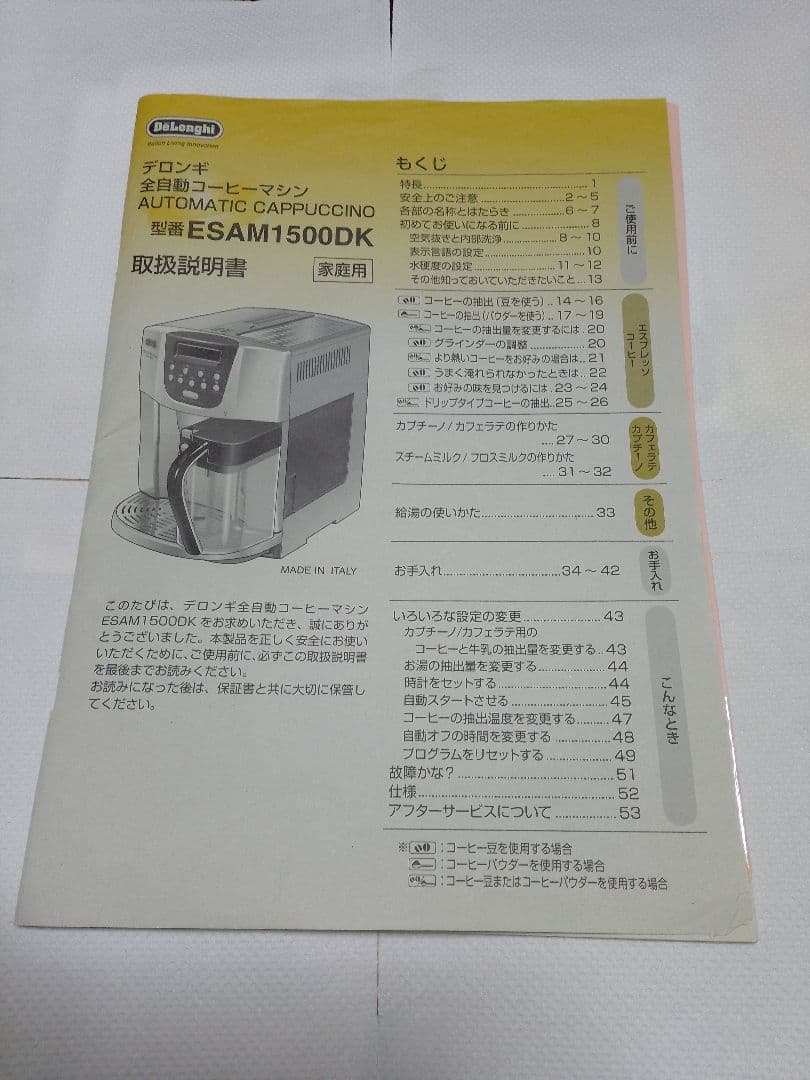 DeLonghi
Italian Living Innovation
デロンギ
全自動コーヒーマシン
AUTOMATIC CAPPUCCINO
型番 ESAM1500DK
取扱説明書 家庭用
MADE IN ITALY
このたびは、デロンギ全自動コーヒーマシン
ESAM1500DK をお求めいただき、誠にありが
とうございました。本製品を正しく安全にお使い
いただくために、ご使用前に、必ずこの取扱説明書
を最後までお読みください。
お読みになった後は、保証書と共に大切に保管し
てください。
もくじ
特長 1
安全上のご注意 2～5
各部の名称とはたらき 6～7
初めてお使いになる前に 8
空気抜きと内部洗浄 8～10
表示言語の設定 10
水硬度の設定 11～12
その他知っておいていただきたいこと...13
ご使用前に
コーヒーの抽出（豆を使う）..14～16
コーヒーの抽出（パウダーを使う）..17～19
コーヒーの抽出量を変更するには..20
グラインダーの調整 20
より熱いコーヒーをお好みの場合は..21
うまく淹れられなかったときは..22
お好みの味を見つけるには.23～24
ドリップタイプコーヒーの抽出..25～26
エスプレッソ
コーヒー
カプチーノ/カフェラテの作りかた
....27～30
スチームミルク/フロスミルクの作りかた
....31～32
カフェラテ
カプチーノ
給湯の使いかた 33
その他
お手入れ 34～42
お手入れ
いろいろな設定の変更 43
カプチーノ/カフェラテ用の
コーヒーと牛乳の抽出量を変更する..43
お湯の抽出量を変更する 44
時計をセットする 44
自動スタートさせる 45
コーヒーの抽出温度を変更する 47
自動オフの時間を変更する 48
プログラムをリセットする 49
故障かな？ 51
仕様 52
アフターサービスについて 53
こんなとき
※ ：コーヒー豆を使用する場合
：コーヒーパウダーを使用する場合
：コーヒー豆またはコーヒーパウダーを使用する場合